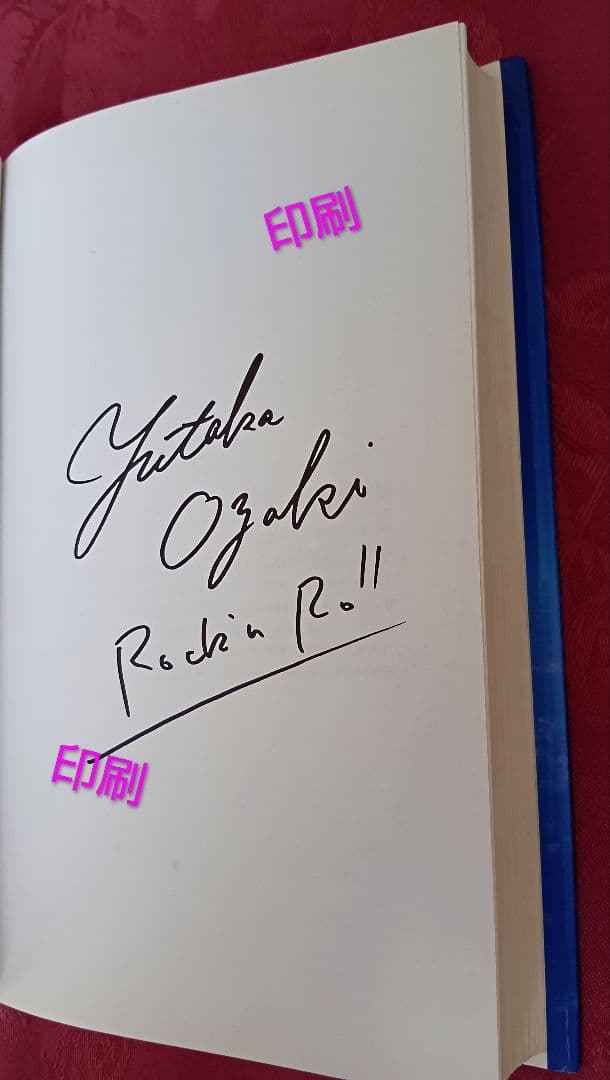 印刷
Yutaka
Ozaki
Rock'n Roll
印刷